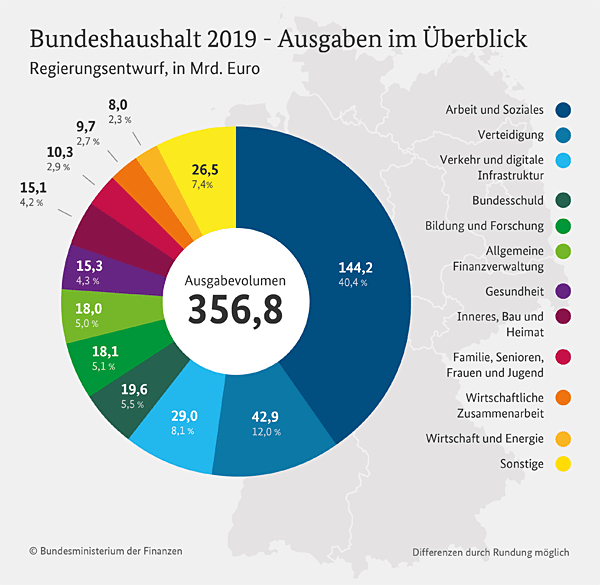 Bundeshaushalt 2019 - Ausgaben im Überblick
Regierungsentwurf, in Mrd. Euro
8,0
2,3 %
9,7
2,7 %
10,3
2,9 %
15,1
4,2 %
26,5
7,4%
15,3
4,3 %
18,0
5,0 %
18,1
5,1 %
19,6
5,5 %
29,0
8,1 %
42,9
12,0 %
144,2
40,4 %
Ausgabevolumen
356,8
Arbeit und Soziales
Verteidigung
Verkehr und digitale
Infrastruktur
Bundesschuld
Bildung und Forschung
Allgemeine
Finanzverwaltung
Gesundheit
Inneres, Bau und
Heimat
Familie, Senioren,
Frauen und Jugend
Wirtschaftliche
Zusammenarbeit
Wirtschaft und Energie
Sonstige
© Bundesministerium der Finanzen
Differenzen durch Rundung möglich